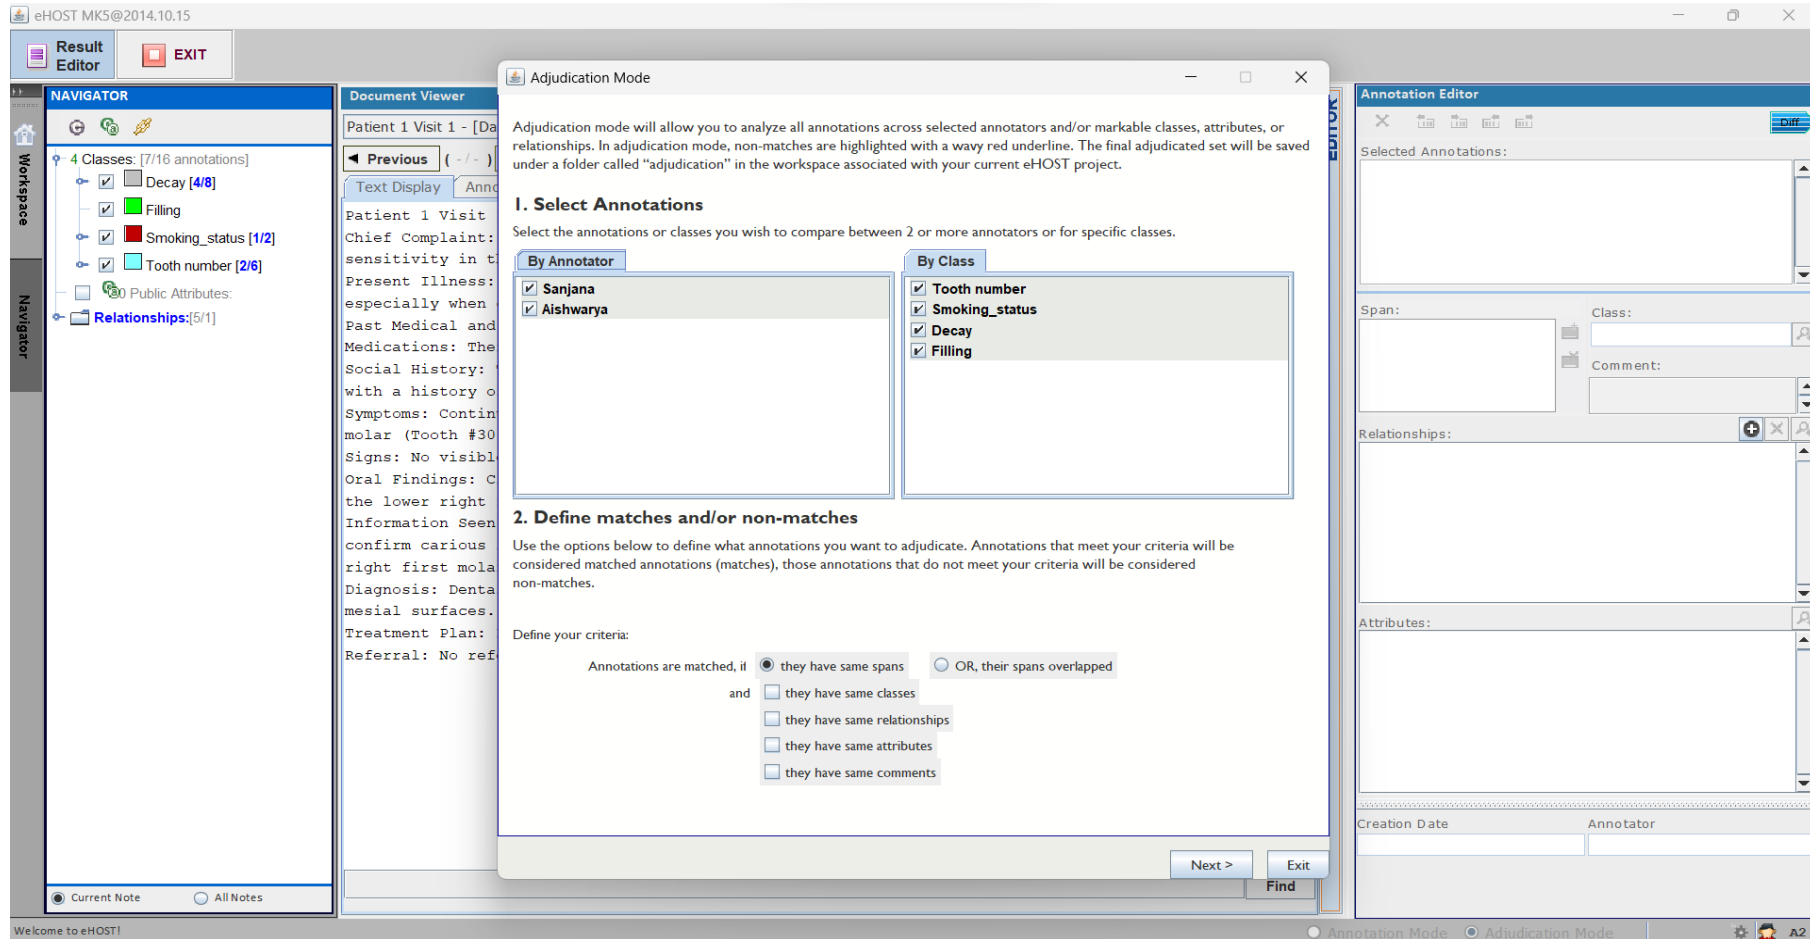 eHOST MK5@2014.10.15
Result
Editor
EXIT
Workspace
Navigator
NAVIGATOR
4 Classes: [7/16 annotations]
Decay [4/8]
Filling
Smoking_status [1/2]
Tooth number [2/6]
0 Public Attributes:
Relationships:[5/1]
Current Note
All Notes
Document Viewer
Patient 1 Visit 1 - [Da
Previous ( -/- )
Text Display
Anno
Patient 1 Visit
Chief Complaint:
sensitivity in t
Present Illness:
especially when
Past Medical and
Medications: The
Social History:
with a history o
Symptoms: Contin
molar (Tooth #30
Signs: No visibl
Oral Findings: C
the lower right
Information Seen
confirm carious
right first mola
Diagnosis: Denta
mesial surfaces.
Treatment Plan:
Referral: No ref
Find
Adjudication Mode
Adjudication mode will allow you to analyze all annotations across selected annotators and/or markable classes, attributes, or
relationships. In adjudication mode, non-matches are highlighted with a wavy red underline. The final adjudicated set will be saved
under a folder called “adjudication” in the workspace associated with your current eHOST project.
1. Select Annotations
Select the annotations or classes you wish to compare between 2 or more annotators or for specific classes.
By Annotator
Sanjana
Aishwarya
By Class
Tooth number
Smoking_status
Decay
Filling
2. Define matches and/or non-matches
Use the options below to define what annotations you want to adjudicate. Annotations that meet your criteria will be
considered matched annotations (matches), those annotations that do not meet your criteria will be considered
non-matches.
Define your criteria:
Annotations are matched, if they have same spans OR, their spans overlapped
and they have same classes
they have same relationships
they have same attributes
they have same comments
Next >
Exit
EDITOR
Annotation Editor
Diff
Selected Annotations:
Span:
Class:
Comment:
Relationships:
Attributes:
Creation Date
Annotator
Welcome to eHOST!
Annotation Mode
Adjudication Mode
A2